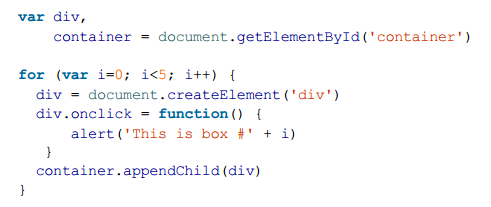 var div,
    container = document.getElementById('container')

for (var i=0; i<5; i++) {
  div = document.createElement('div')
  div.onclick = function() {
      alert('This is box #' + i)
   }
  container.appendChild(div)
}